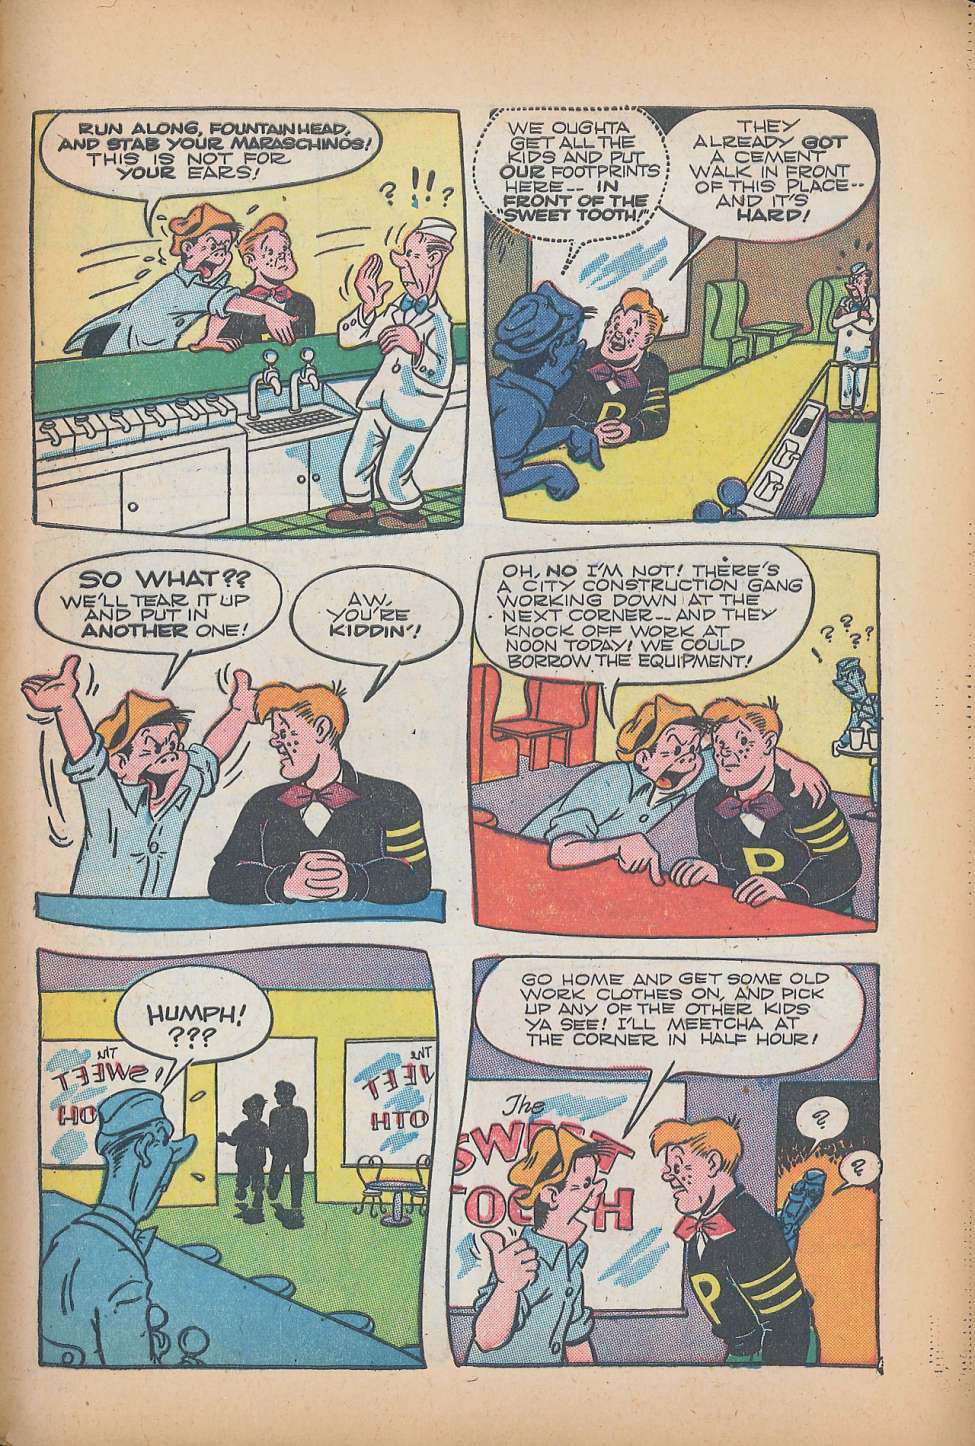 RUN ALONG, FOUNTAINHEAD,
AND STAB YOUR MARASCHINOS!
THIS IS NOT FOR
YOUR EARS!
? !! ?
WE OUGHTA
GET ALL THE
KIDS AND PUT
OUR FOOTPRINTS
HERE-- IN
FRONT OF THE
"SWEET TOOTH!"
THEY
ALREADY GOT
A CEMENT
WALK IN FRONT
OF THIS PLACE--
AND IT'S
HARD!
P
SO WHAT??
WE'LL TEAR IT UP
AND PUT IN
ANOTHER ONE!
AW,
YOU'RE
KIDDIN'!
OH, NO I'M NOT! THERE'S
A CITY CONSTRUCTION GANG
WORKING DOWN AT THE
NEXT CORNER-- AND THEY
KNOCK OFF WORK AT
NOON TODAY! WE COULD
BORROW THE EQUIPMENT!
! ? ? ??
P
HUMPH!
???
The
SWEET
The
GO HOME AND GET SOME OLD
WORK CLOTHES ON, AND PICK
UP ANY OF THE OTHER KIDS
YA SEE! I'LL MEETCHA AT
THE CORNER IN HALF HOUR!
?
?
The
SWEET
TOOTH
P